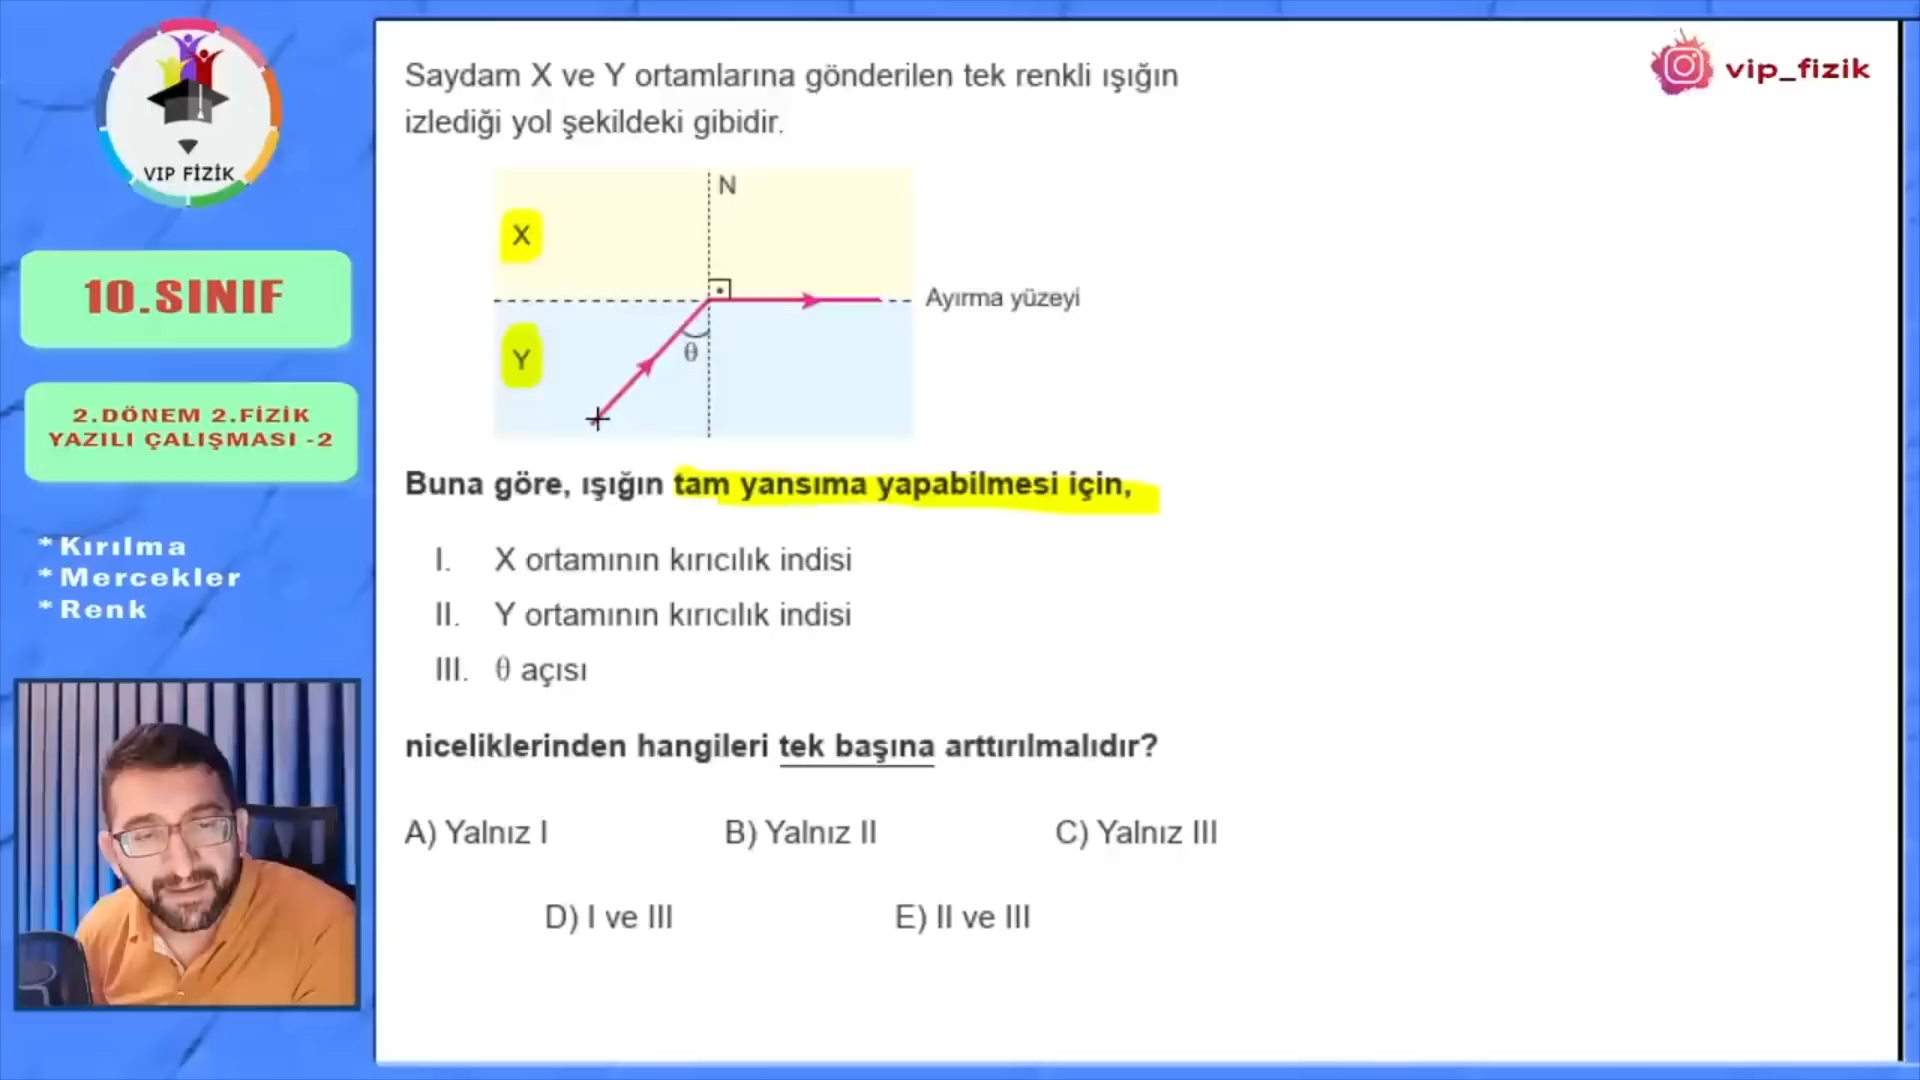 VIP FİZİK
10.SINIF
2.DÖNEM 2.FİZİK
YAZILI ÇALIŞMASI -2
* Kırılma
* Mercekler
* Renk
vip_fizik
Saydam X ve Y ortamlarına gönderilen tek renkli ışığın
izlediği yol şekildeki gibidir.
N
X
Ayırma yüzeyi
Y
θ
Buna göre, ışığın tam yansıma yapabilmesi için,
I. X ortamının kırıcılık indisi
II. Y ortamının kırıcılık indisi
III. θ açısı
niceliklerinden hangileri tek başına arttırılmalıdır?
A) Yalnız I B) Yalnız II C) Yalnız III
D) I ve III E) II ve III